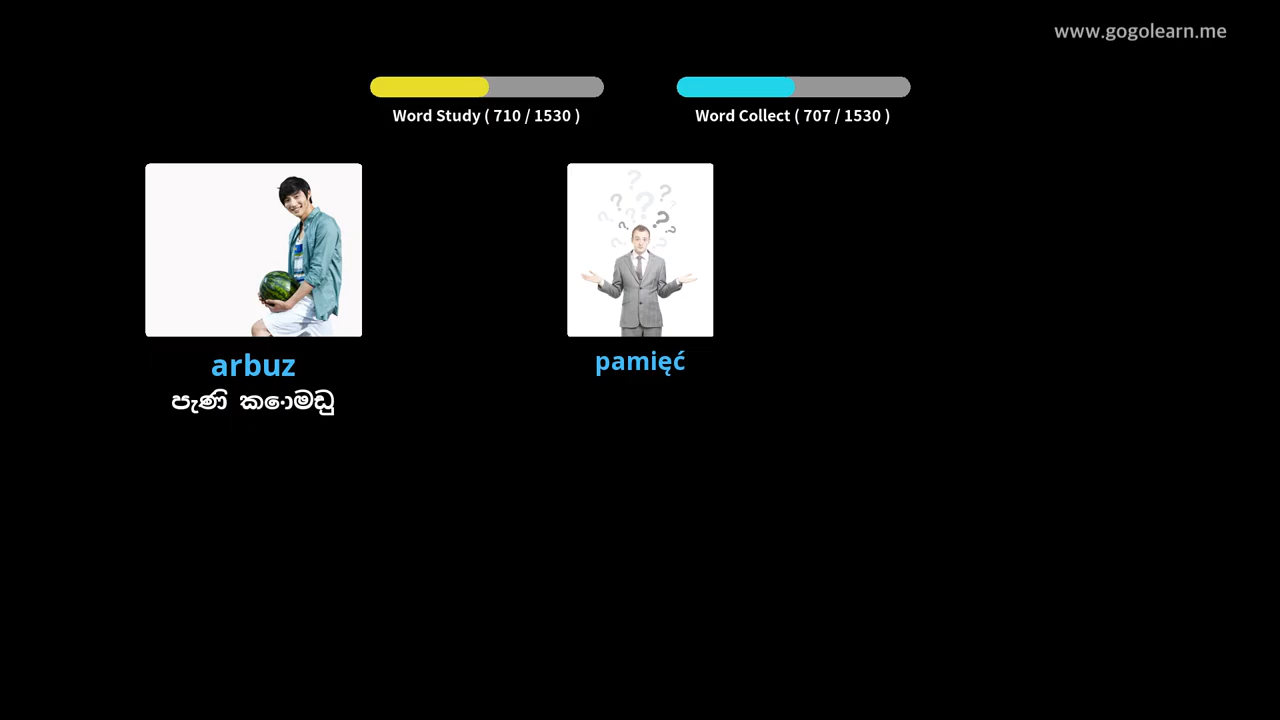 www.gogolearn.me
Word Study ( 710 / 1530 )
Word Collect ( 707 / 1530 )
arbuz
පැණි කොමඩු
pamięć